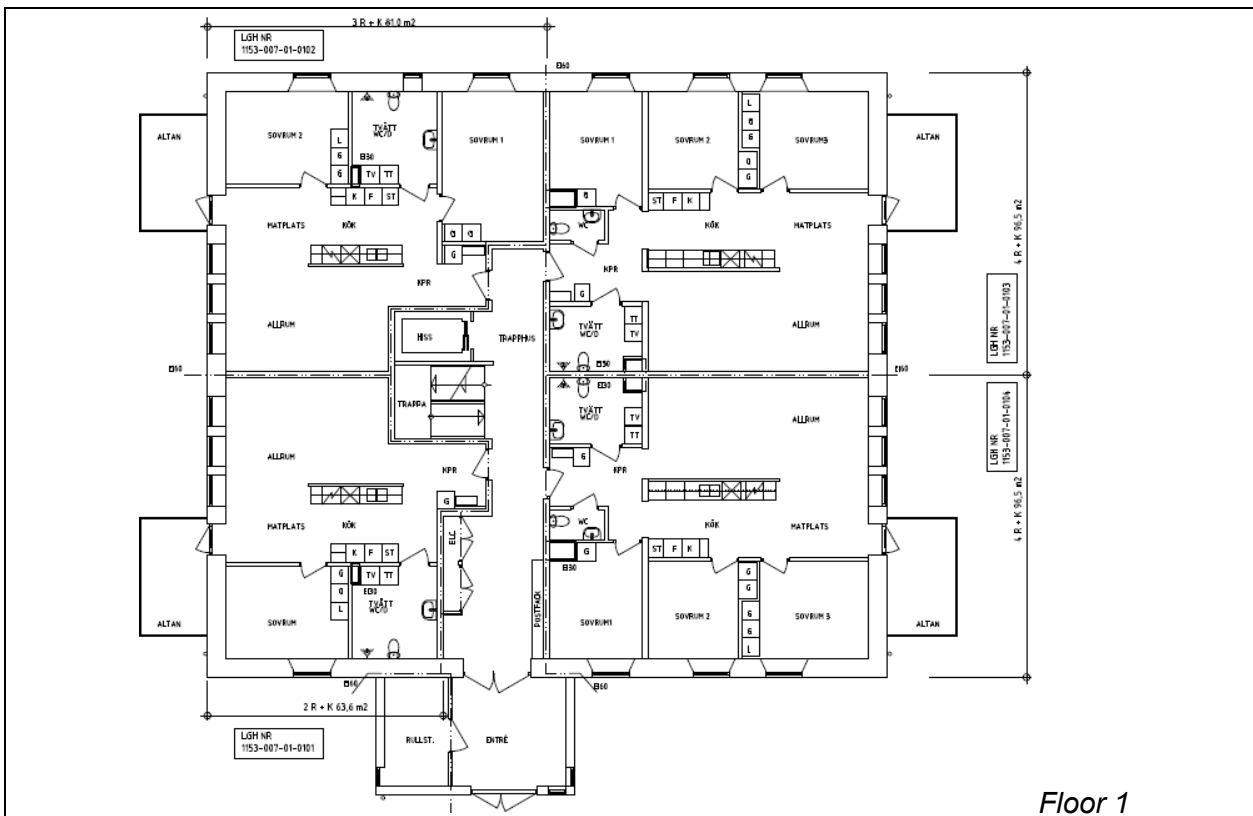 3 R + K 81.0 m2
LGH NR
1153-007-01-0102
EI60
ALTAN
SOVRUM 2
TVÄTT
WC/D
SOVRUM 1
SOVRUM 1
SOVRUM 2
SOVRUM3
ALTAN
L
G
G
EI30
TV TT
K F ST
L
G
G
G
G
ST F K
MATPLATS
KÖK
WC
KÖK
MATPLATS
4 R + K 96,5 m2
G
G
KPR
KPR
G
ALLRUM
HISS
TRAPPHUS
TVÄTT
WC/D
TT
TV
ALLRUM
LGH NR
1153-007-01-0103
EI60
EI60
TRAPPA
EI30
TVÄTT
WC/D
TV
TT
ALLRUM
LGH NR
1153-007-01-0104
ALLRUM
KPR
G
KPR
G
MATPLATS
KÖK
ELC
WC
KÖK
MATPLATS
4 R + K 96,5 m2
K F ST
TV TT
EI30
G
G
L
G
EI30
ST F K
G
G
G
G
L
ALTAN
SOVRUM
TVÄTT
WC/D
POSTFACK
SOVRUM1
SOVRUM 2
SOVRUM 3
ALTAN
EI60
EI60
2 R + K 63,6 m2
LGH NR
1153-007-01-0101
RULLST.
ENTRÉ
Floor 1